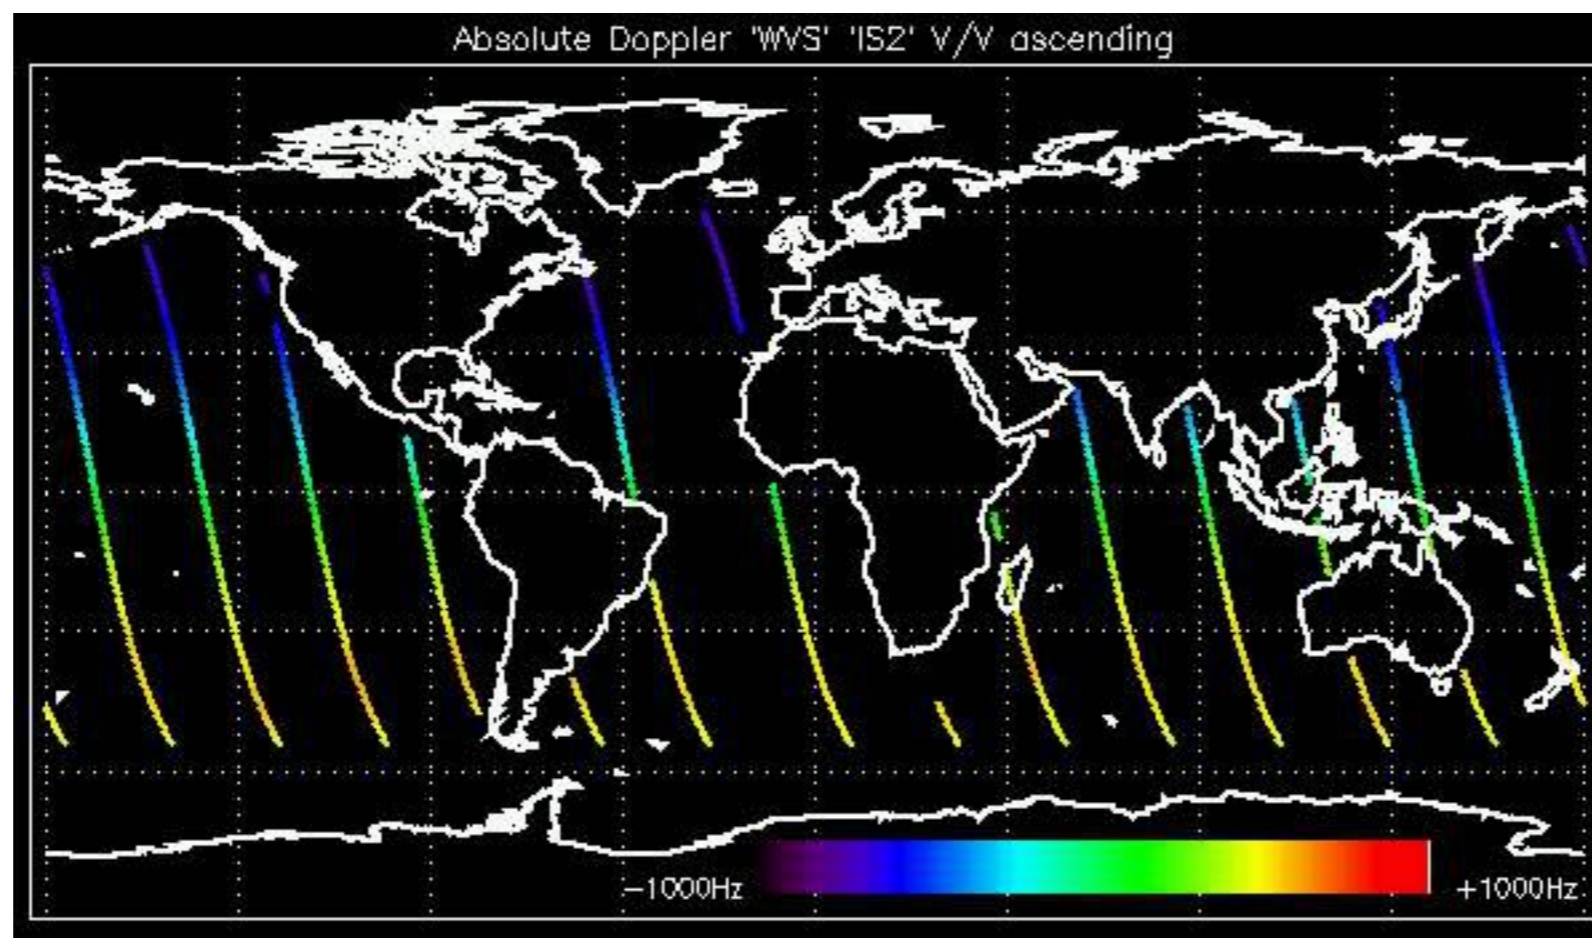 Absolute Doppler 'WVS' 'IS2' V/V ascending
−1000Hz +1000Hz